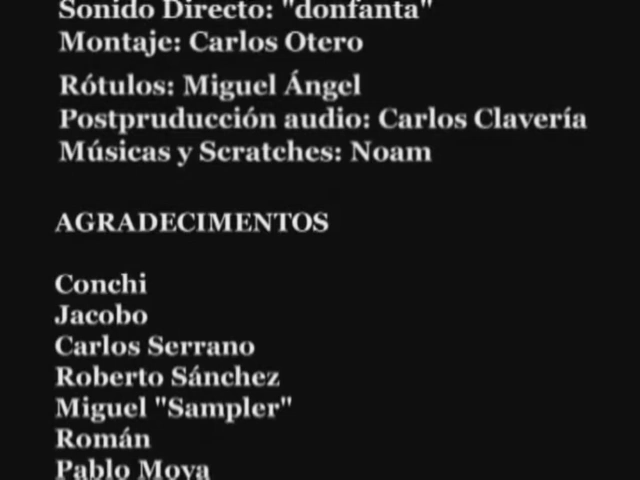 Sonido Directo: "donfanta"
Montaje: Carlos Otero
Rótulos: Miguel Ángel
Postpruducción audio: Carlos Clavería
Músicas y Scratches: Noam
AGRADECIMENTOS
Conchi
Jacobo
Carlos Serrano
Roberto Sánchez
Miguel "Sampler"
Román
Pablo Moya